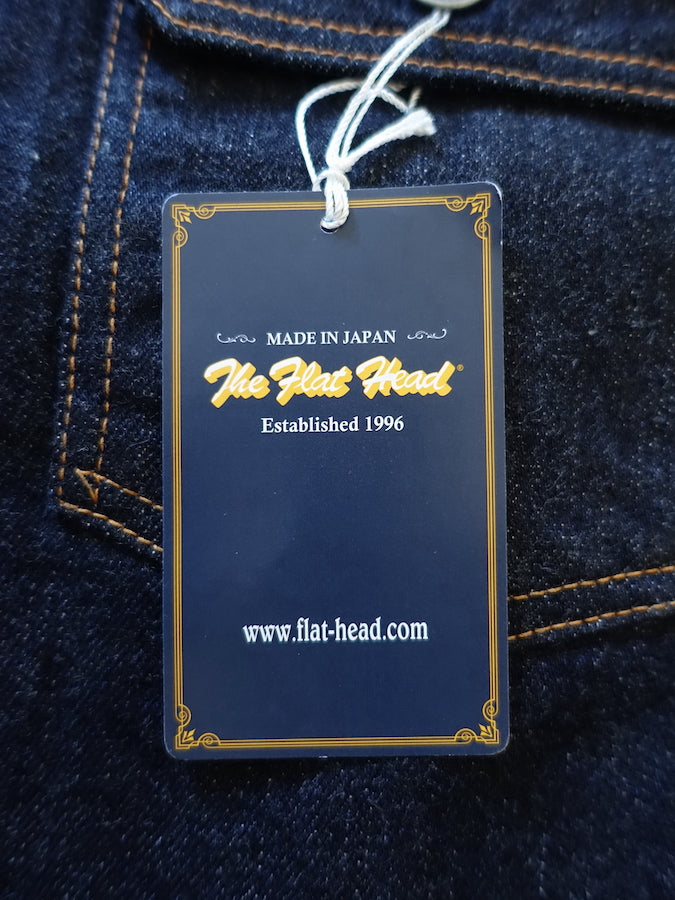 MADE IN JAPAN
The Flat Head®
Established 1996
www.flat-head.com